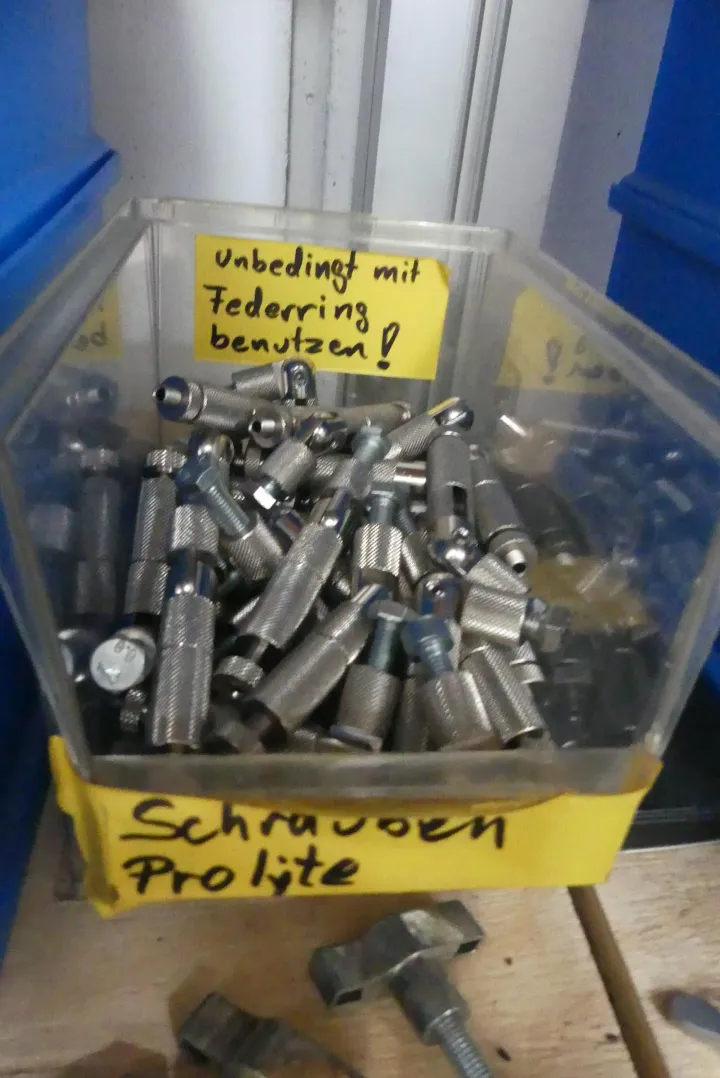 Unbedingt mit
Federring
benutzen!
Schrauben
Prolyte